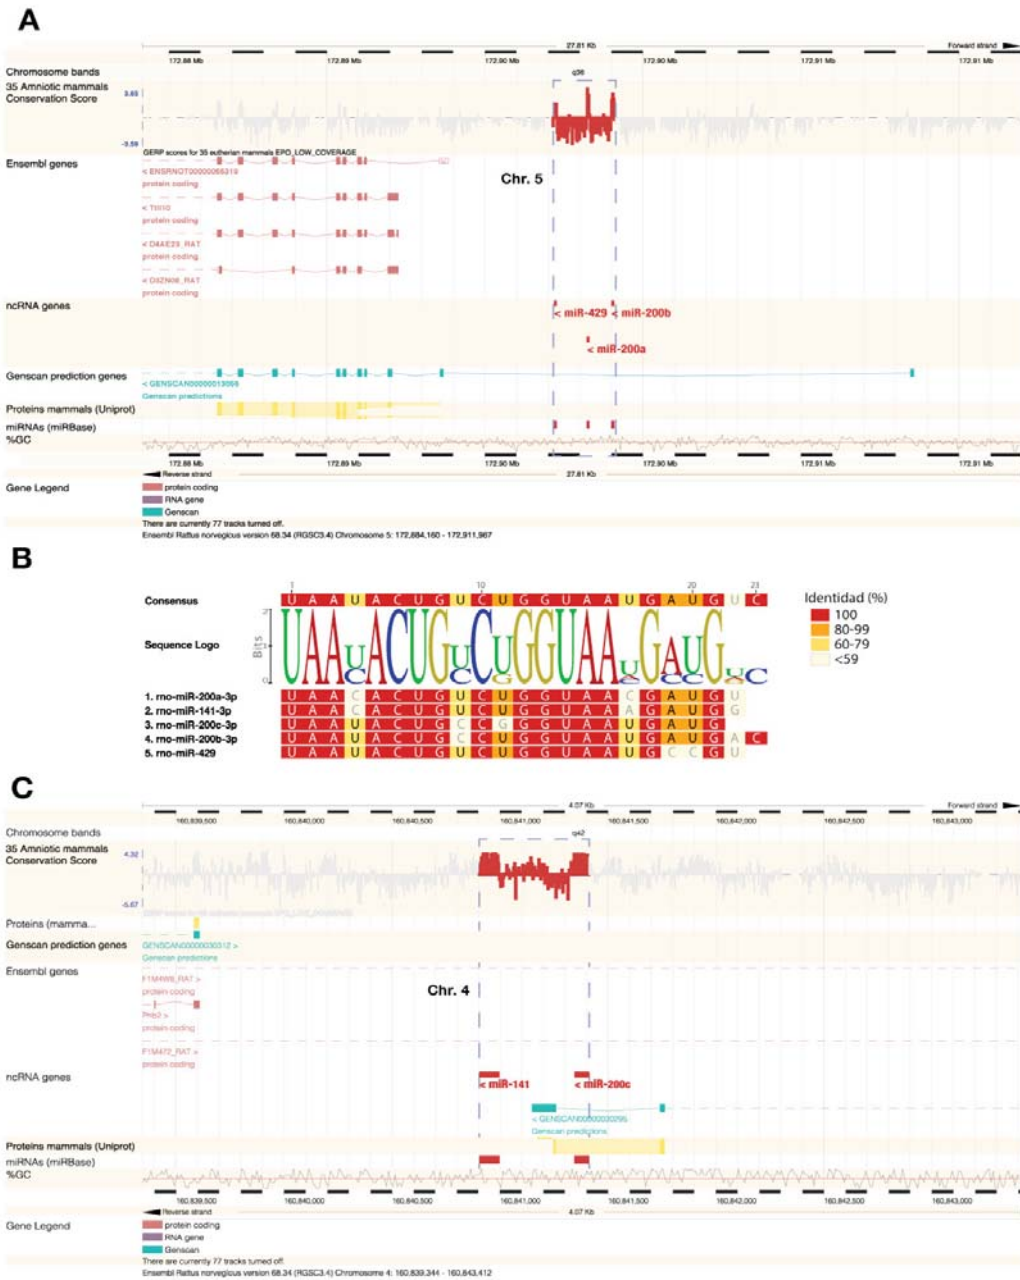 A
27.81 Kb
Forward strand
172.88 Mb 172.89 Mb 172.90 Mb 172.90 Mb 172.91 Mb 172.91 Mb
Chromosome bands
q36
35 Amniotic mammals
Conservation Score
3.63
-3.59
GERP scores for 35 eutherian mammals EPO_LOW_COVERAGE
Ensembl genes
protein coding
Chr. 5
protein coding
< D4AE23_RAT
protein coding
protein coding
ncRNA genes
< miR-429 < miR-200b
< miR-200a
Genscan prediction genes
Genscan predictions
Proteins mammals (Uniprot)
miRNAs (miRBase)
%GC
172.88 Mb 172.89 Mb 172.90 Mb 172.90 Mb 172.91 Mb 172.91 Mb
Reverse strand
27.81 Kb
Gene Legend
protein coding
RNA gene
Genscan
There are currently 77 tracks turned off.
Ensembl Rattus norvegicus version 68.34 (RGSC3.4) Chromosome 5: 172,884,160 - 172,911,967
B
1 10 20 23
Consensus U A A U A C U G U C U G G U A A U G A U G U C
Sequence Logo
Bits
2
1
0
Identidad (%)
100
80-99
60-79
<59
1. rno-miR-200a-3p U A A C A C U G U C U G G U A A C G A U G U
2. rno-miR-141-3p U A A C A C U G U C U G G U A A A G A U G G
3. rno-miR-200c-3p U A A U A C U G C C G G G U A A U G A U G
4. rno-miR-200b-3p U A A U A C U G C C U G G U A A U G A U G A C
5. rno-miR-429 U A A U A C U G U C U G G U A A U G C C G U
C
4.07 Kb
Forward strand
160,839,500 160,840,000 160,840,500 160,841,000 160,841,500 160,842,000 160,842,500 160,843,000
Chromosome bands
q42
35 Amniotic mammals
Conservation Score
4.32
-5.67
Proteins (mamma...
Genscan prediction genes
Genscan predictions
Ensembl genes
protein coding
Chr. 4
protein coding
F1M472_RAT >
protein coding
ncRNA genes
< miR-141 < miR-200c
Genscan predictions
Proteins mammals (Uniprot)
miRNAs (miRBase)
%GC
160,839,500 160,840,000 160,840,500 160,841,000 160,841,500 160,842,000 160,842,500 160,843,000
Reverse strand
4.07 Kb
Gene Legend
protein coding
RNA gene
Genscan
There are currently 77 tracks turned off.
Ensembl Rattus norvegicus version 68.34 (RGSC3.4) Chromosome 4: 160,839,344 - 160,843,412